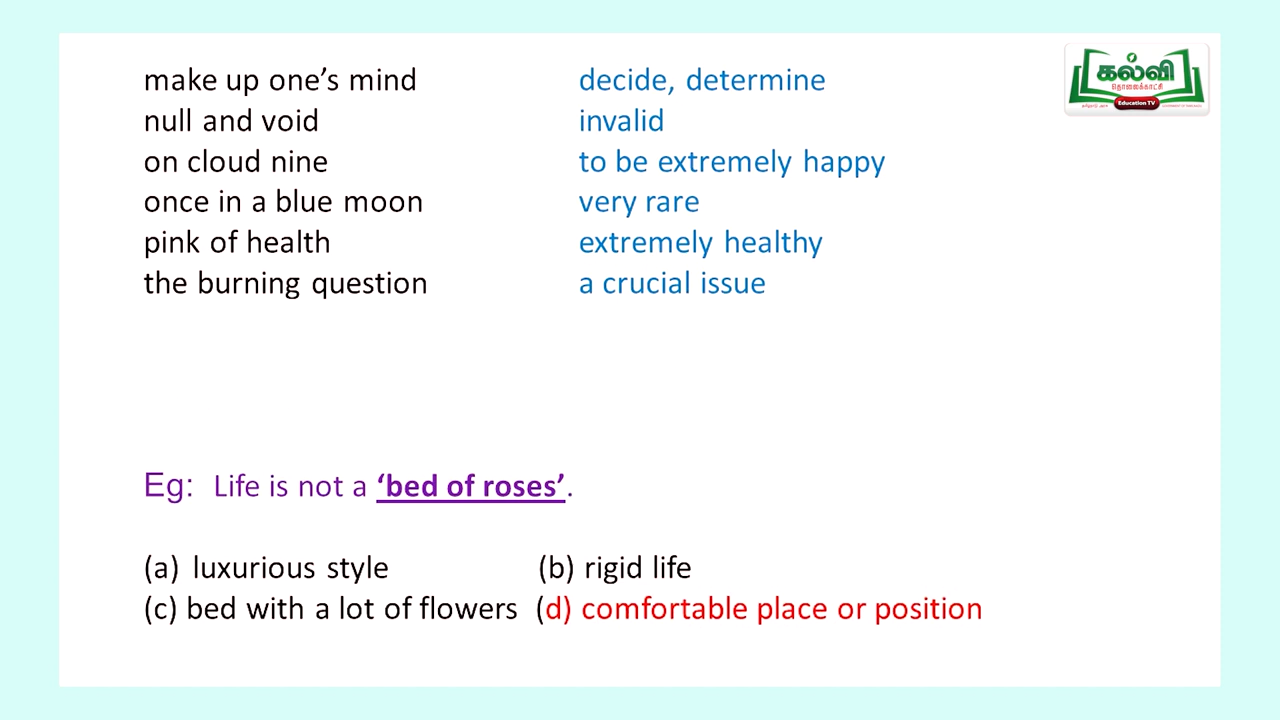 make up one’s mind decide, determine
null and void invalid
on cloud nine to be extremely happy
once in a blue moon very rare
pink of health extremely healthy
the burning question a crucial issue
Eg: Life is not a ‘bed of roses’.
(a) luxurious style (b) rigid life
(c) bed with a lot of flowers (d) comfortable place or position
கல்வி
தொலைக்காட்சி
Education TV